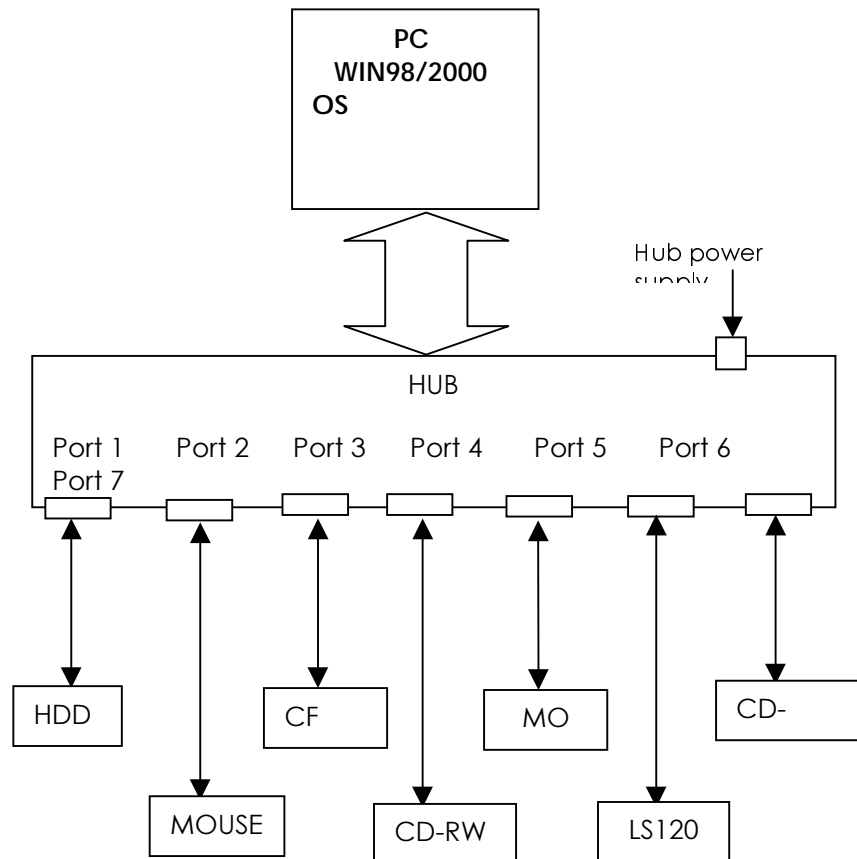 PC
WIN98/2000
OS
Hub power
supply
HUB
Port 1 Port 2 Port 3 Port 4 Port 5 Port 6
Port 7
HDD
CF
MO
CD-
MOUSE
CD-RW
LS120